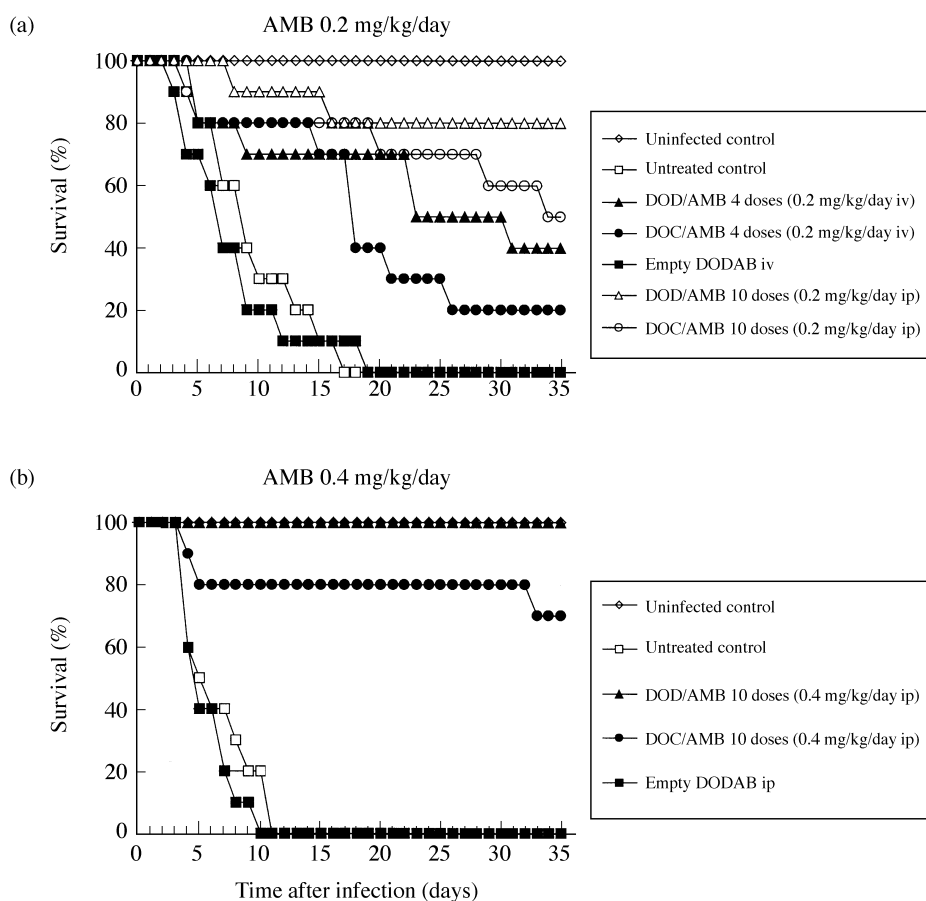 (a)
AMB 0.2 mg/kg/day
Survival (%)
100
80
60
40
20
0
0 5 10 15 20 25 30 35
Uninfected control
Untreated control
DOD/AMB 4 doses (0.2 mg/kg/day iv)
DOC/AMB 4 doses (0.2 mg/kg/day iv)
Empty DODAB iv
DOD/AMB 10 doses (0.2 mg/kg/day ip)
DOC/AMB 10 doses (0.2 mg/kg/day ip)
(b)
AMB 0.4 mg/kg/day
Survival (%)
100
80
60
40
20
0
0 5 10 15 20 25 30 35
Time after infection (days)
Uninfected control
Untreated control
DOD/AMB 10 doses (0.4 mg/kg/day ip)
DOC/AMB 10 doses (0.4 mg/kg/day ip)
Empty DODAB ip